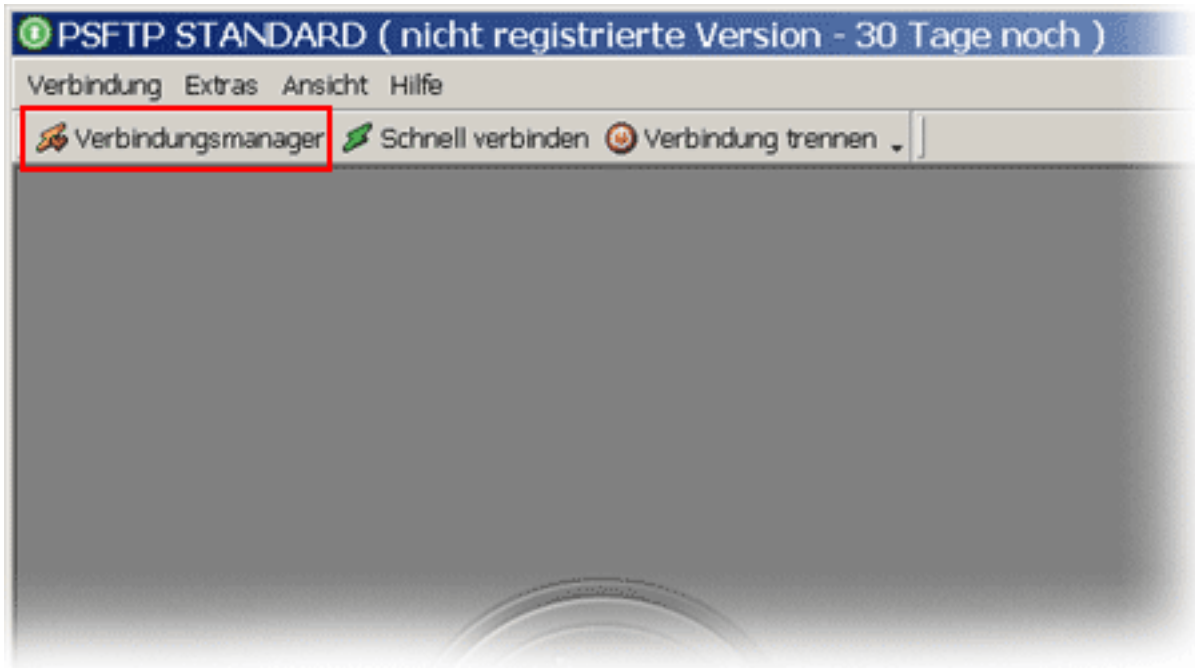 PSFTP STANDARD ( nicht registrierte Version - 30 Tage noch )
Verbindung Extras Ansicht Hilfe
Verbindungsmanager Schnell verbinden Verbindung trennen